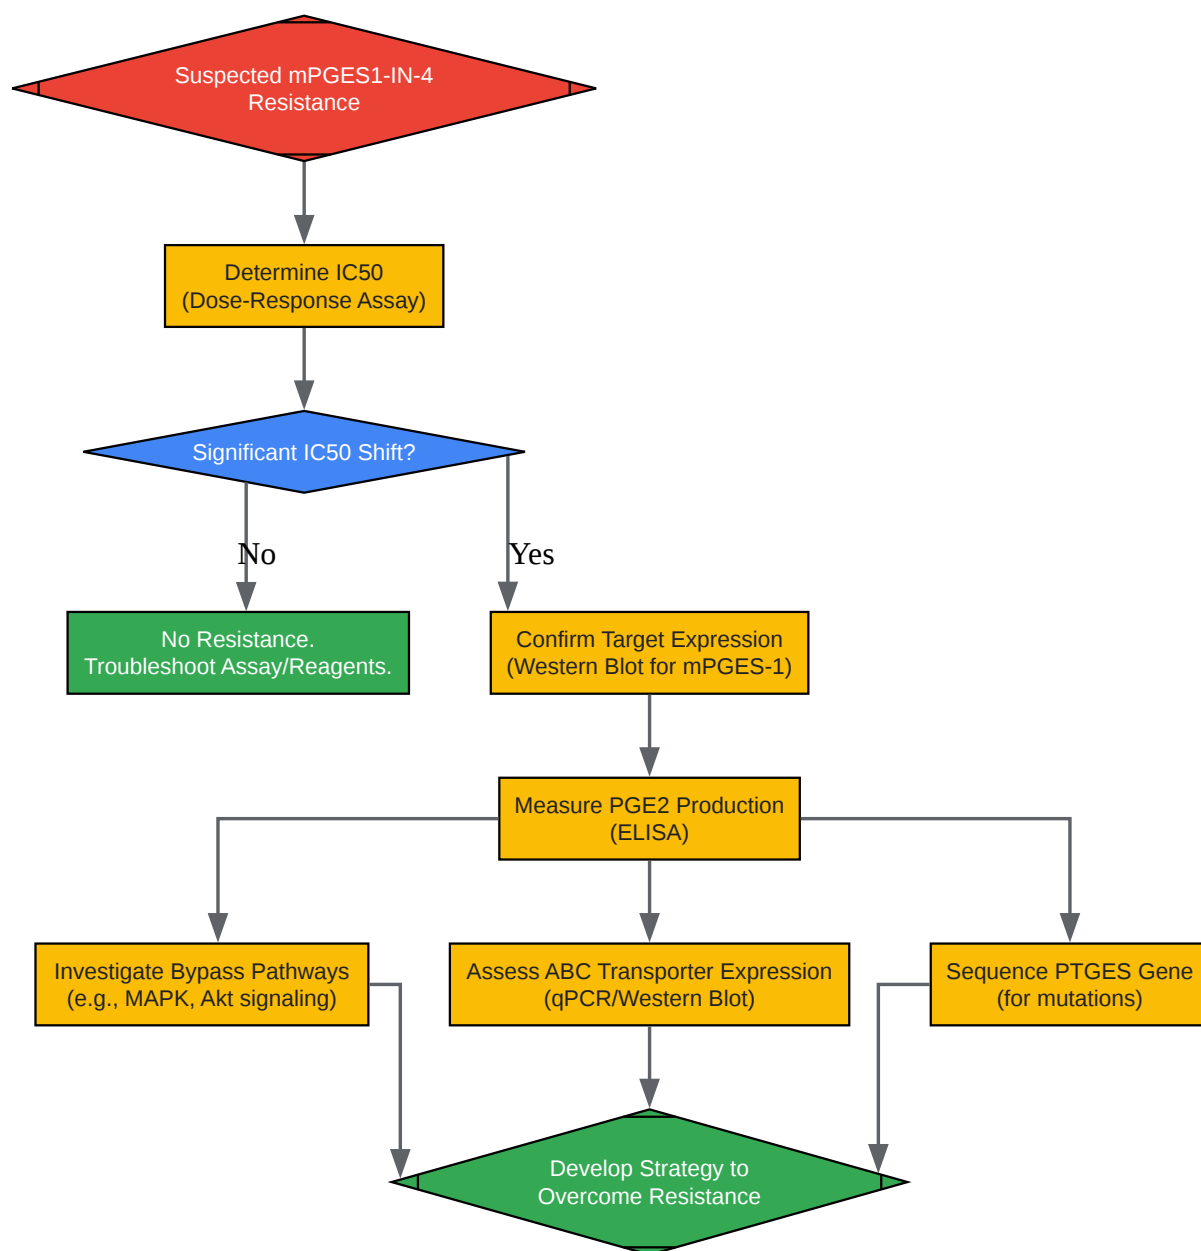 Suspected mPGES1-IN-4
Resistance
Determine IC50
(Dose-Response Assay)
Significant IC50 Shift?
No
Yes
No Resistance.
Troubleshoot Assay/Reagents.
Confirm Target Expression
(Western Blot for mPGES-1)
Measure PGE2 Production
(ELISA)
Investigate Bypass Pathways
(e.g., MAPK, Akt signaling)
Assess ABC Transporter Expression
(qPCR/Western Blot)
Sequence PTGES Gene
(for mutations)
Develop Strategy to
Overcome Resistance